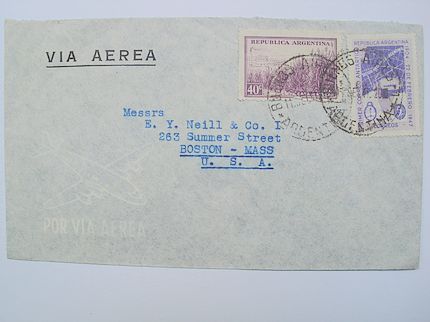 VIA AEREA
REPUBLICA ARGENTINA
40
REPUBLICA ARGENTINA
Messrs
E. Y. Neill & Co. I
263 Summer Street
BOSTON - MASS
U. S. A.
POR VIA AEREA